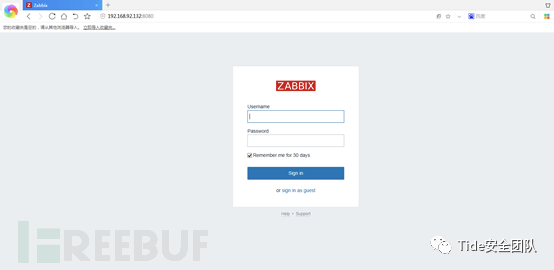 Zabbix
192.168.92.132:8080
百度
您的收藏夹是空的，请从其他浏览器导入。 立即导入收藏夹...
ZABBIX
Username
Password
Remember me for 30 days
Sign in
or sign in as guest
Help • Support
FREEBUF
Tide安全团队